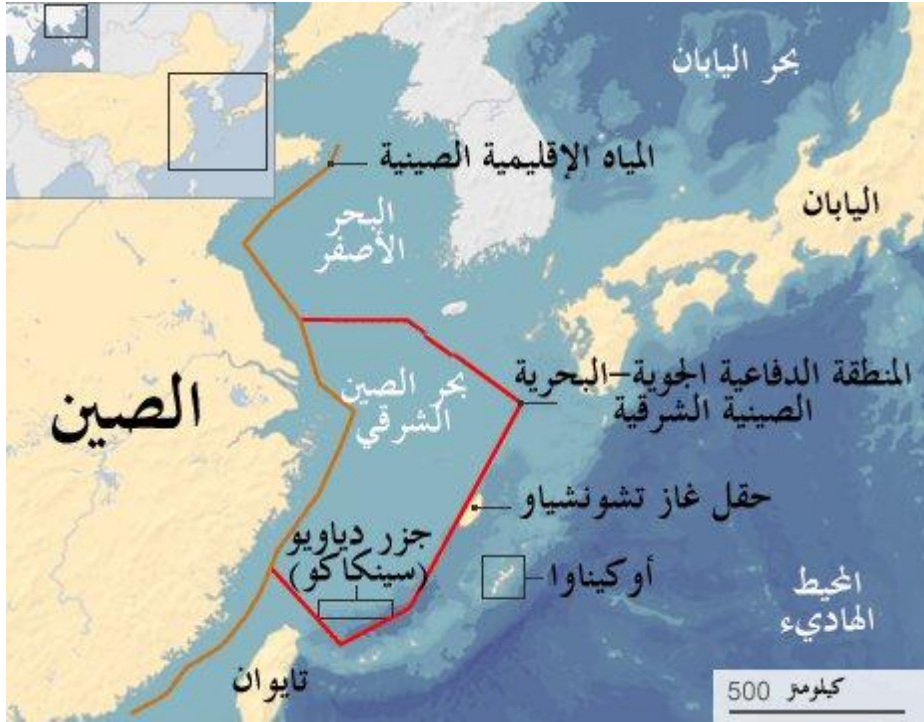 بحر اليابان
المياه الإقليمية الصينية
اليابان
البحر
الأصفر
المنطقة الدفاعية الجوية-البحرية
الصينية الشرقية
بحر الصين
الشرقي
الصين
حقل غاز تشونشياو
جزر دياويو
(سينكاكو)
أوكيناوا
المحيط
الهاديء
تايوان
500 كيلومتر